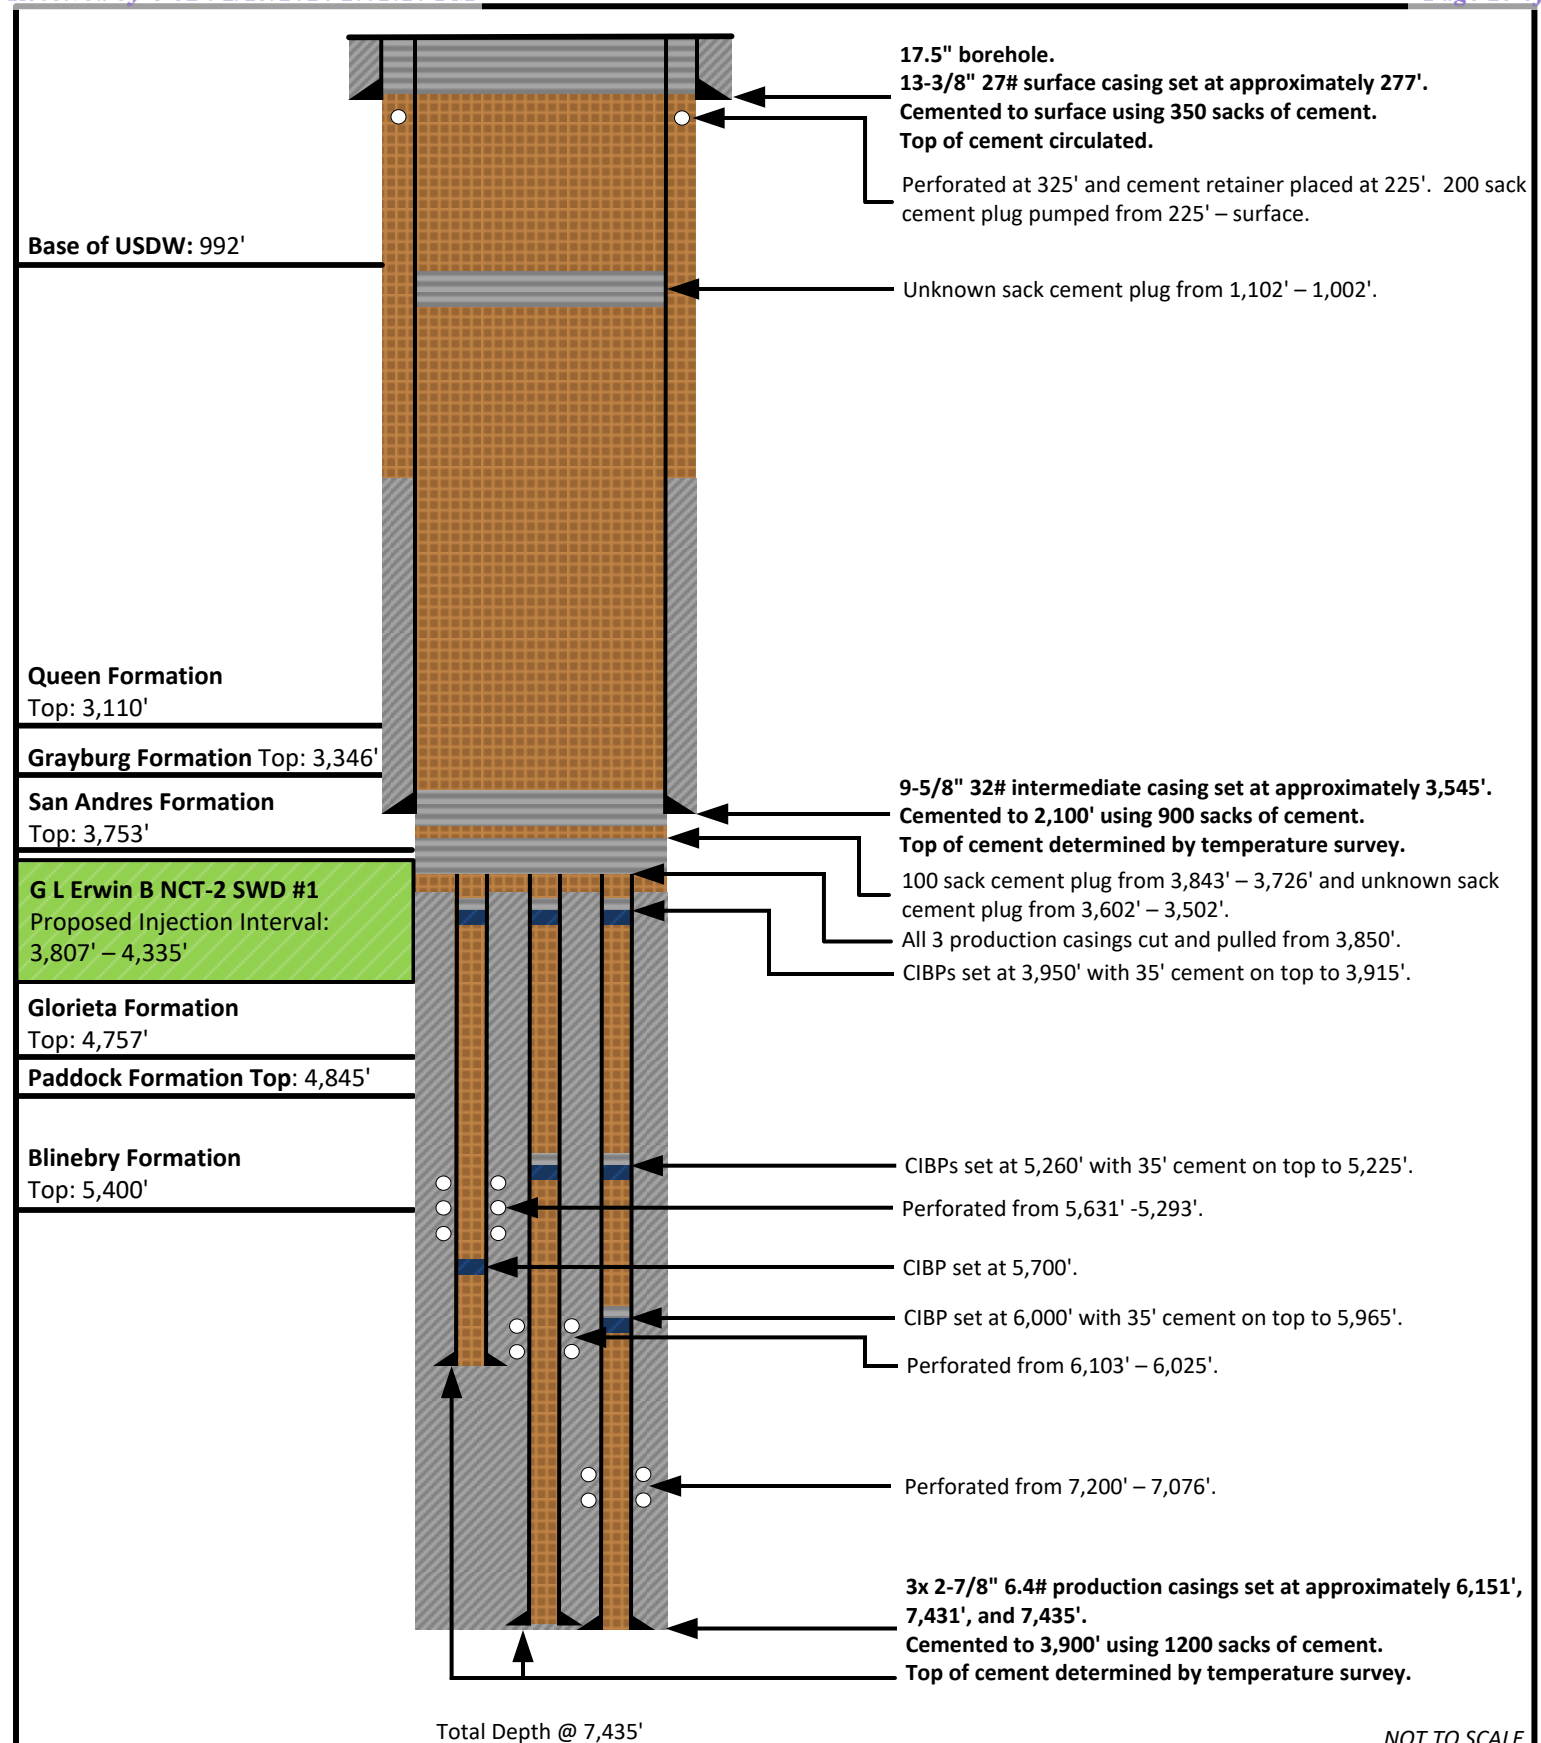 17.5" borehole.
13-3/8" 27# surface casing set at approximately 277'.
Cemented to surface using 350 sacks of cement.
Top of cement circulated.
Perforated at 325' and cement retainer placed at 225'.  200 sack
cement plug pumped from 225' – surface.
Base of USDW: 992'
Unknown sack cement plug from 1,102' – 1,002'.
Queen Formation
Top: 3,110'
Grayburg Formation Top: 3,346'
San Andres Formation
Top: 3,753'
9-5/8" 32# intermediate casing set at approximately 3,545'.
Cemented to 2,100' using 900 sacks of cement.
Top of cement determined by temperature survey.
100 sack cement plug from 3,843' – 3,726' and unknown sack
cement plug from 3,602' – 3,502'.
G L Erwin B NCT-2 SWD #1
Proposed Injection Interval:
3,807' – 4,335'
All 3 production casings cut and pulled from 3,850'.
CIBPs set at 3,950' with 35' cement on top to 3,915'.
Glorieta Formation
Top: 4,757'
Paddock Formation Top: 4,845'
Blinebry Formation
Top: 5,400'
CIBPs set at 5,260' with 35' cement on top to 5,225'.
Perforated from 5,631' -5,293'.
CIBP set at 5,700'.
CIBP set at 6,000' with 35' cement on top to 5,965'.
Perforated from 6,103' – 6,025'.
Perforated from 7,200' – 7,076'.
3x 2-7/8" 6.4# production casings set at approximately 6,151',
7,431', and 7,435'.
Cemented to 3,900' using 1200 sacks of cement.
Top of cement determined by temperature survey.
Total Depth @ 7,435'
NOT TO SCALE